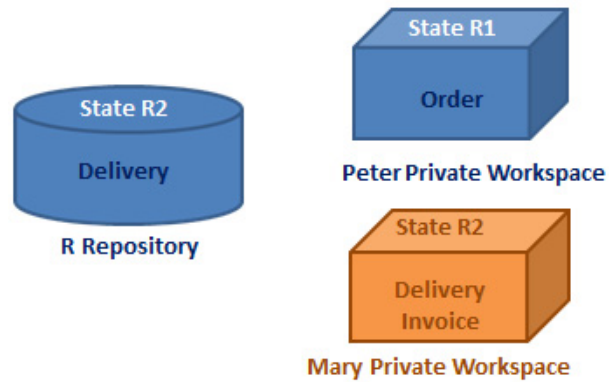 State R2
Delivery
R Repository
State R1
Order
Peter Private Workspace
State R2
Delivery
Invoice
Mary Private Workspace